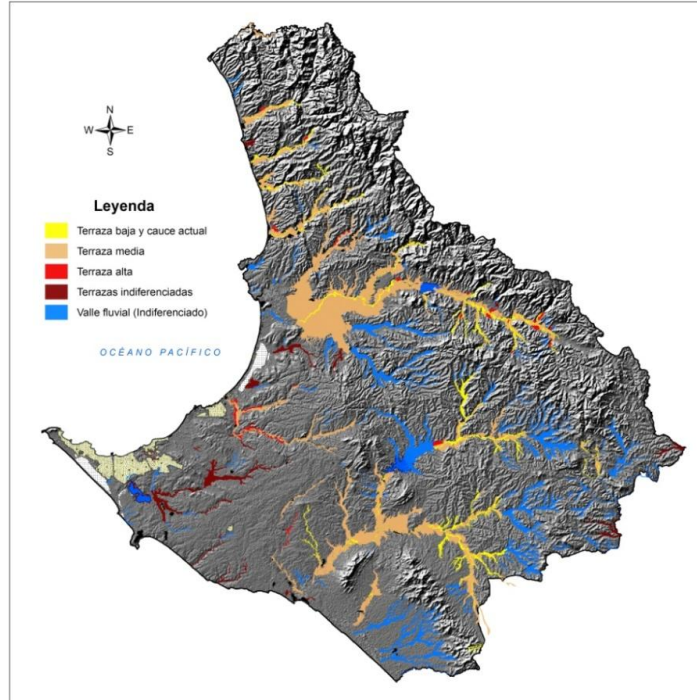 N
W E
S
Leyenda
Terraza baja y cauce actual
Terraza media
Terraza alta
Terrazas indiferenciadas
Valle fluvial (Indiferenciado)
OCÉANO PACÍFICO